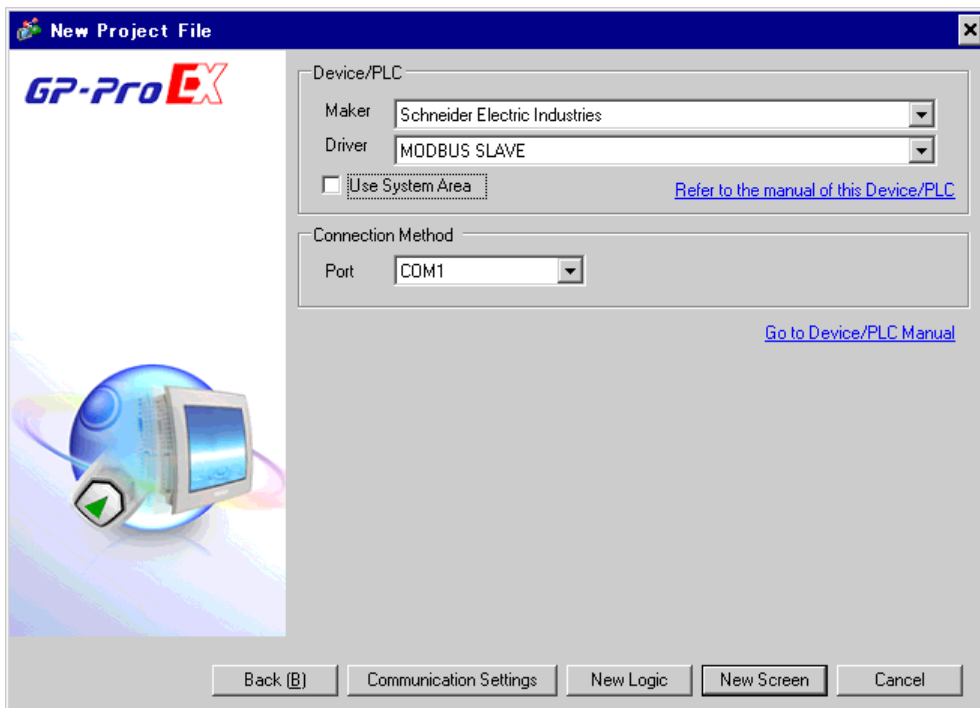 New Project File
GP-Pro EX
Device/PLC
Maker Schneider Electric Industries
Driver MODBUS SLAVE
Use System Area Refer to the manual of this Device/PLC
Connection Method
Port COM1
Go to Device/PLC Manual
Back (B) Communication Settings New Logic New Screen Cancel